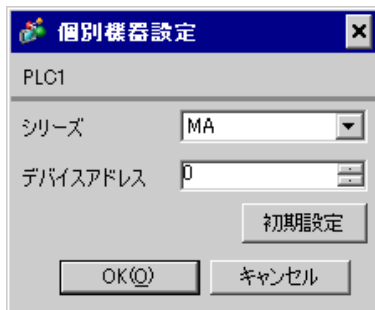 個別機器設定
PLC1
シリーズ MA
デバイスアドレス 0
初期設定
OK(O) キャンセル